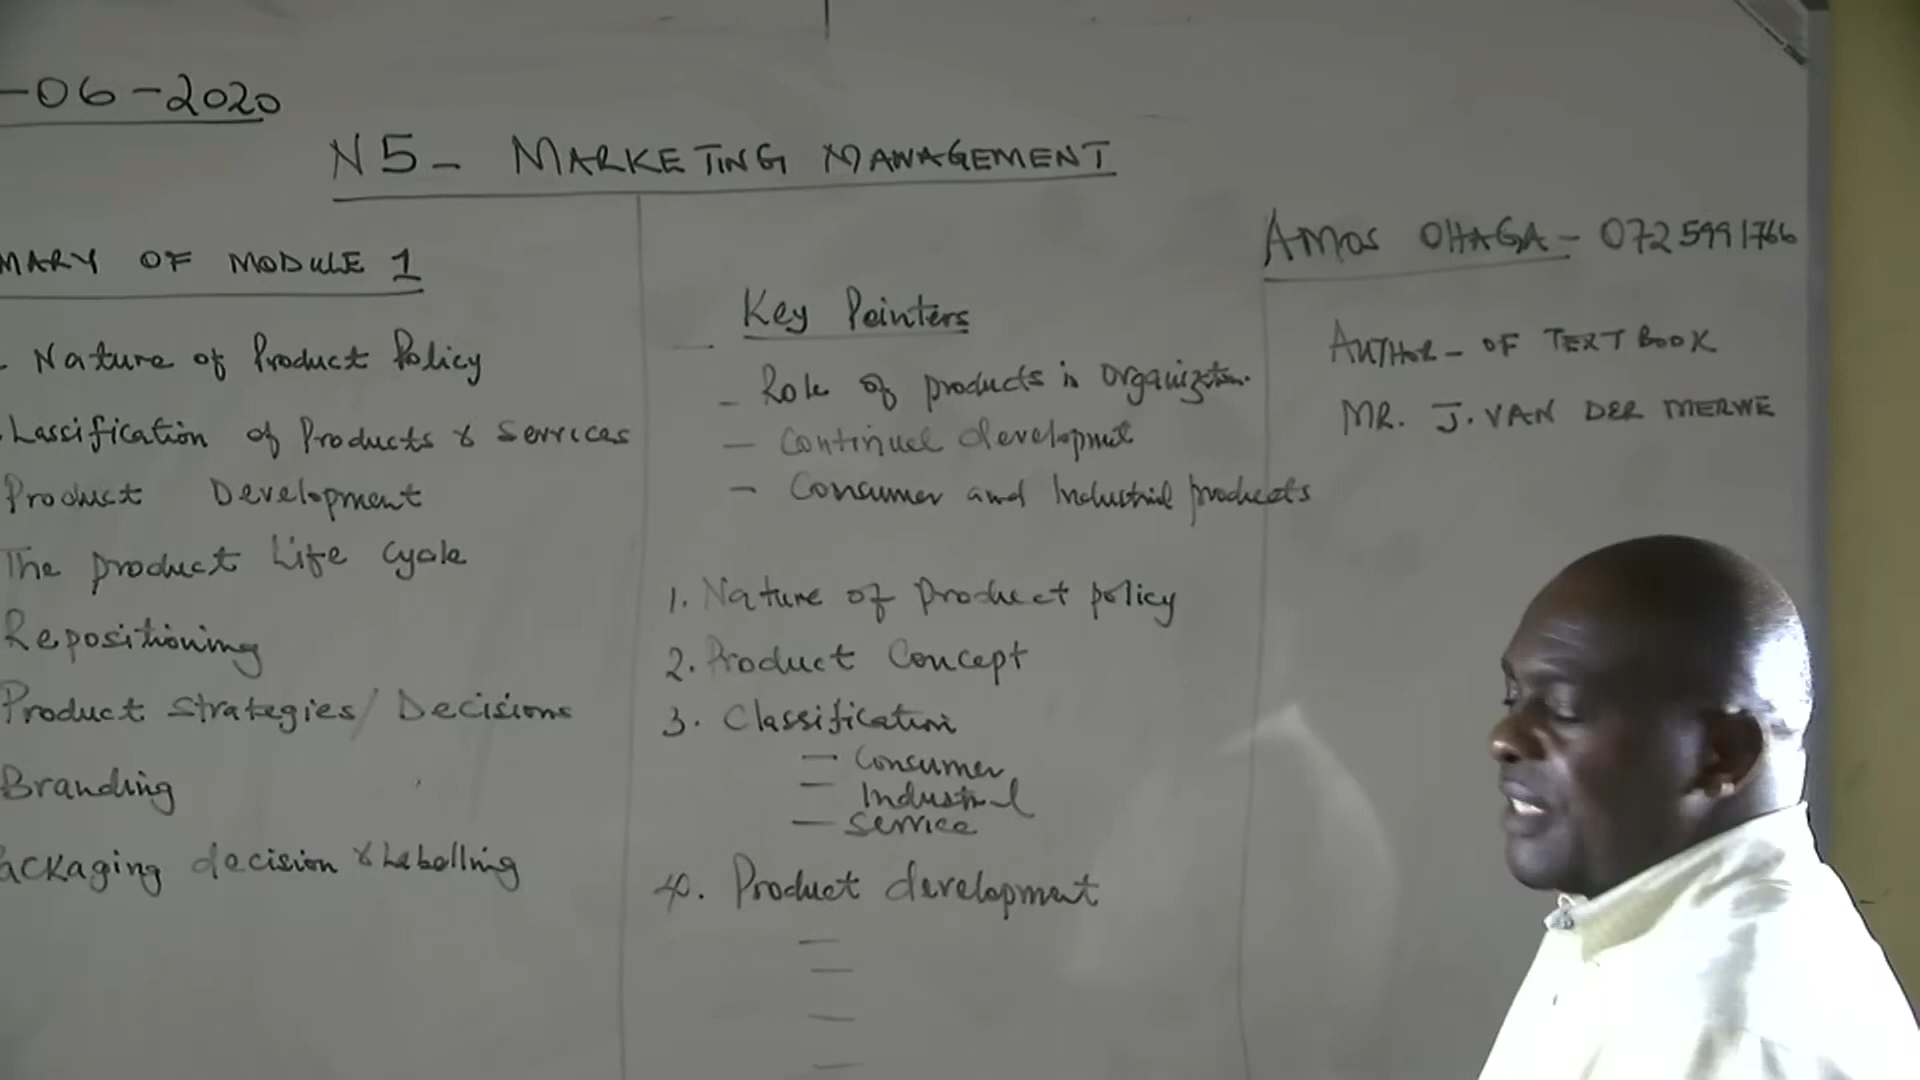 -06-2020
N5- MARKETING MANAGEMENT
MARY OF MODULE 1
Nature of Product Policy
Lassification of Products & Services
Product Development
The product Life Cycle
Repositioning
Product Strategies/Decisions
Branding
ackaging decision & Labelling
Key Pointers
- Role of products in organization.
- Continuel developmet
- Consumer and Industrial products
1. Nature of product policy
2. Product Concept
3. Classification
- Consumer
- Industrial
- Service
4. Product development
AMOS OHAGA - 0725991766
AUTHOR - OF TEXT BOOK
MR. J. VAN DER MERWE